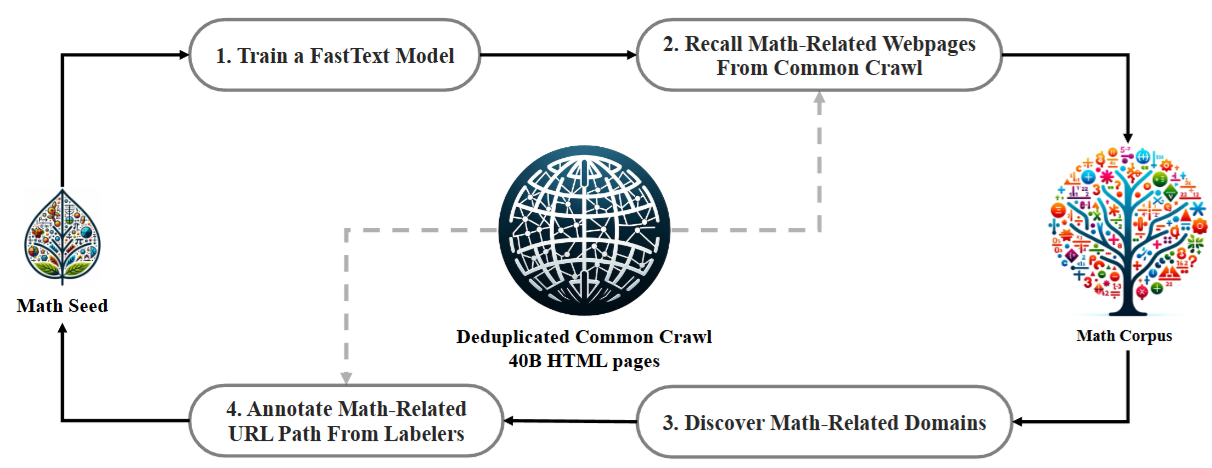 1. Train a FastText Model
2. Recall Math-Related Webpages
From Common Crawl
Math Seed
Deduplicated Common Crawl
40B HTML pages
Math Corpus
4. Annotate Math-Related
URL Path From Labelers
3. Discover Math-Related Domains